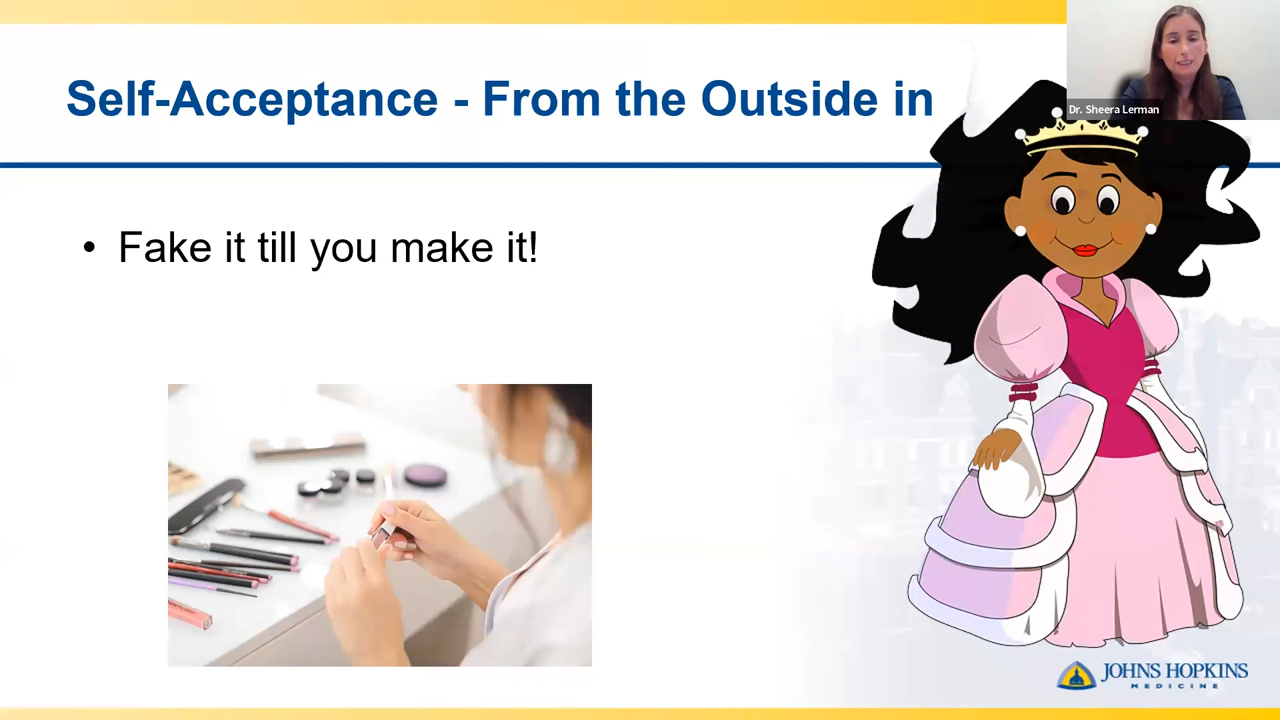 Self-Acceptance - From the Outside in
Dr. Sheera Lerman
• Fake it till you make it!
JOHNS HOPKINS
MEDICINE